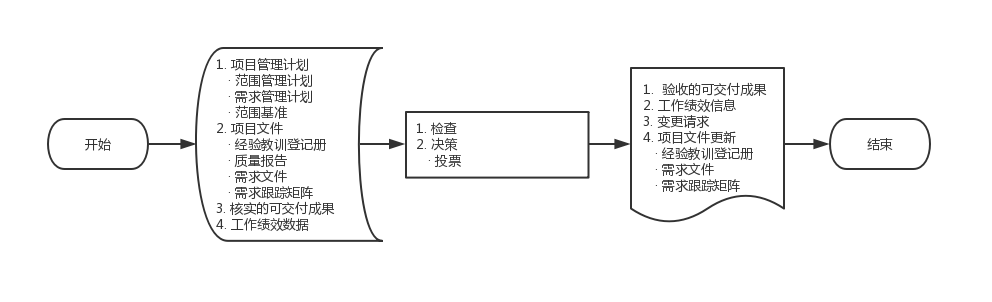 开始
1. 项目管理计划
· 范围管理计划
· 需求管理计划
· 范围基准
2. 项目文件
· 经验教训登记册
· 质量报告
· 需求文件
· 需求跟踪矩阵
3. 核实的可交付成果
4. 工作绩效数据
1. 检查
2. 决策
· 投票
1. 验收的可交付成果
2. 工作绩效信息
3. 变更请求
4. 项目文件更新
· 经验教训登记册
· 需求文件
· 需求跟踪矩阵
结束